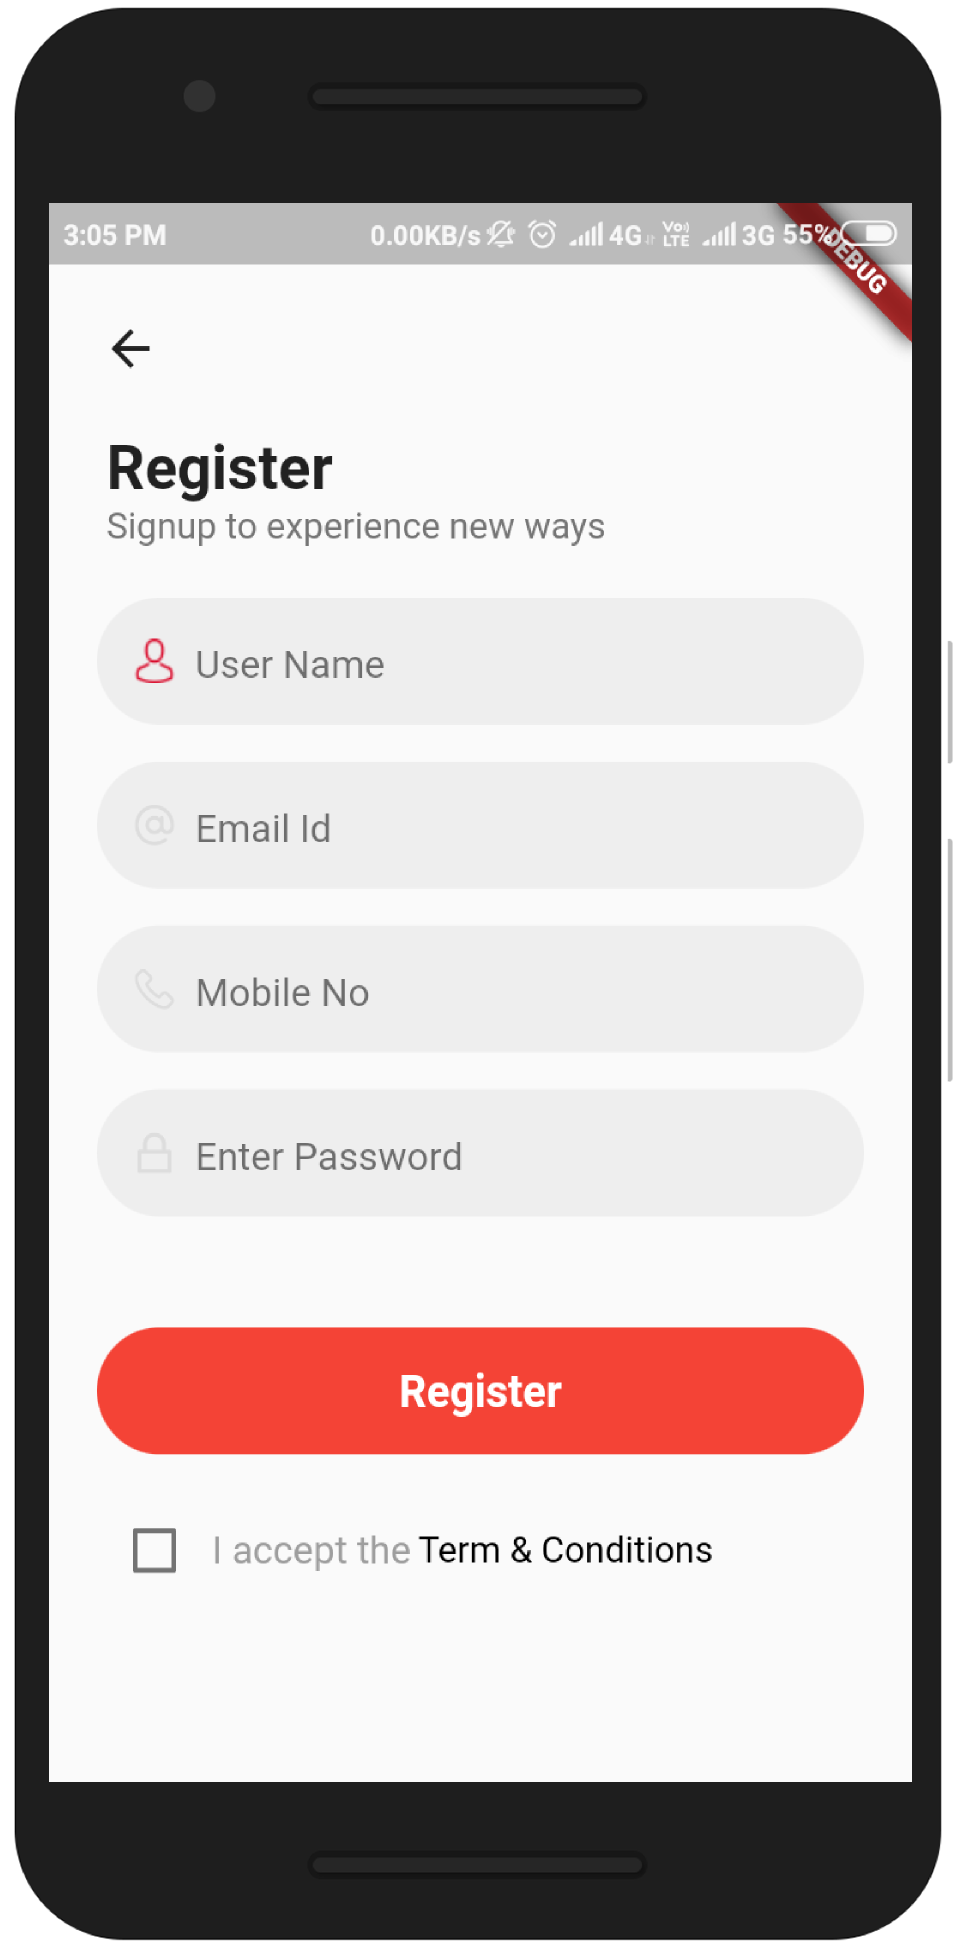 3:05 PM 0.00KB/s 4G Vo) LTE 3G 55%
DEBUG
Register
Signup to experience new ways
User Name
@ Email Id
Mobile No
Enter Password
Register
I accept the Term & Conditions